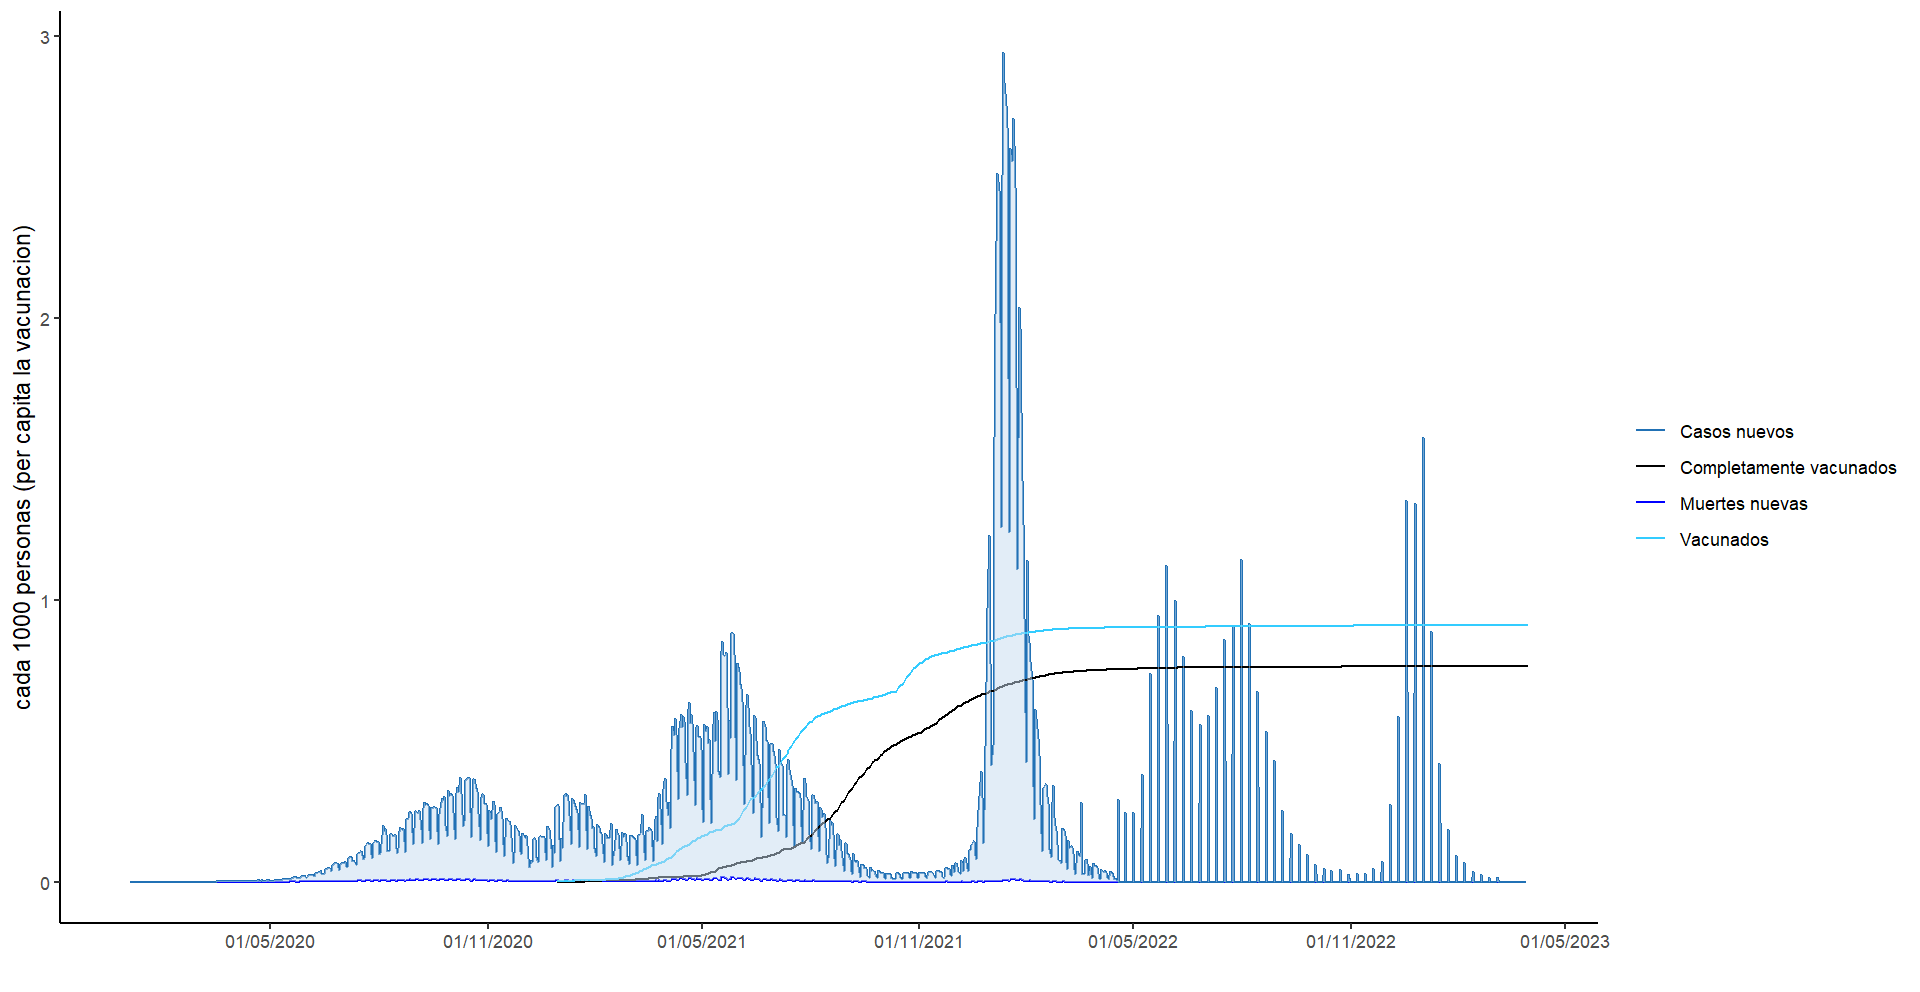 cada 1000 personas (per capita la vacunacion)
3
2
1
0
01/05/2020
01/11/2020
01/05/2021
01/11/2021
01/05/2022
01/11/2022
01/05/2023
Casos nuevos
Completamente vacunados
Muertes nuevas
Vacunados